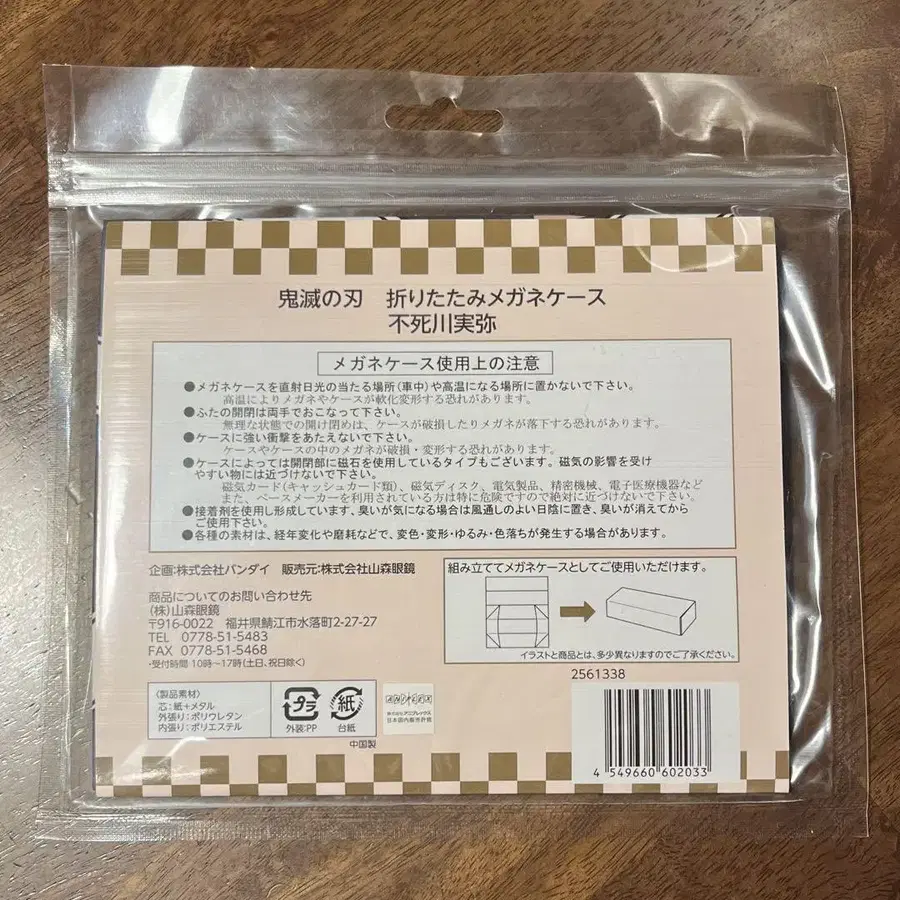 鬼滅の刃 折りたたみメガネケース
不死川実弥
メガネケース使用上の注意
●メガネケースを直射日光の当たる場所(車中)や高温になる場所に置かないで下さい。
高温によりメガネやケースが軟化変形する恐れがあります。
●ふたの開閉は両手でおこなって下さい。
無理な状態での開け閉めは、ケースが破損したりメガネが落下する恐れがあります。
●ケースに強い衝撃をあたえないで下さい。
ケースやケースの中のメガネが破損・変形する恐れがあります。
●ケースによっては開閉部に磁石を使用しているタイプもございます。磁気の影響を受け
やすい物には近づけないで下さい。
磁気カード(キャッシュカード類)、磁気ディスク、電気製品、精密機械、電子医療機器など
また、ペースメーカーを利用されている方は特に危険ですので絶対に近づけないで下さい。
●接着剤を使用し形成しています、臭いが気になる場合は風通しのよい日陰に置き、臭いが消えてから
ご使用下さい。
●各種の素材は、経年変化や磨耗などで、変色・変形・ゆるみ・色落ちが発生する場合があります。
企画:株式会社バンダイ 販売元:株式会社山森眼鏡
商品についてのお問い合わせ先
(株)山森眼鏡
〒916-0022 福井県鯖江市水落町2-27-27
TEL 0778-51-5483
FAX 0778-51-5468
・受付時間 10時〜17時(土日、祝日除く)
組み立ててメガネケースとしてご使用いただけます。
イラストと商品とは、多少異なりますのでご了承ください。
2561338
〈製品素材〉
芯:紙+メタル
外張り:ポリウレタン
内張り:ポリエステル
プラ
外装:PP
紙
台紙
株式会社アニプレックス
日本国内販売許諾
中国製
4 549660 602033